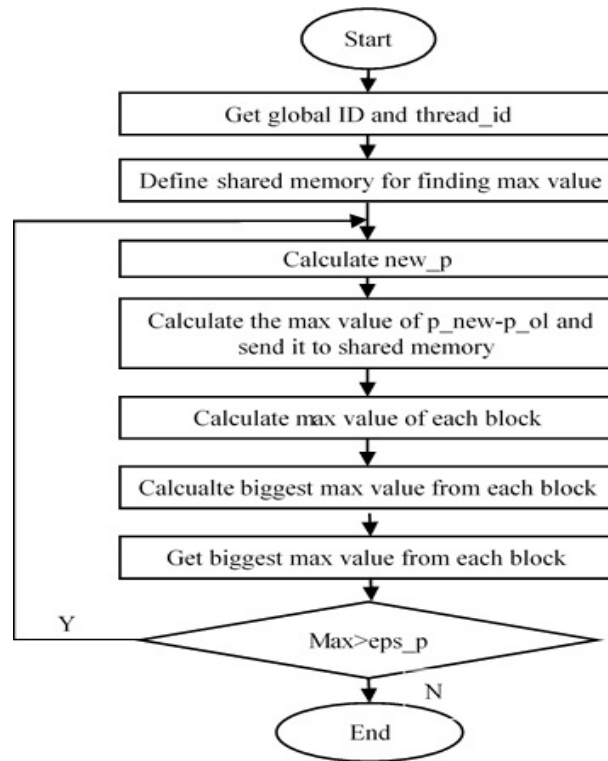 Start
Get global ID and thread_id
Define shared memory for finding max value
Calculate new_p
Calculate the max value of p_new-p_ol and
send it to shared memory
Calculate max value of each block
Calcualte biggest max value from each block
Get biggest max value from each block
Y
Max>eps_p
N
End